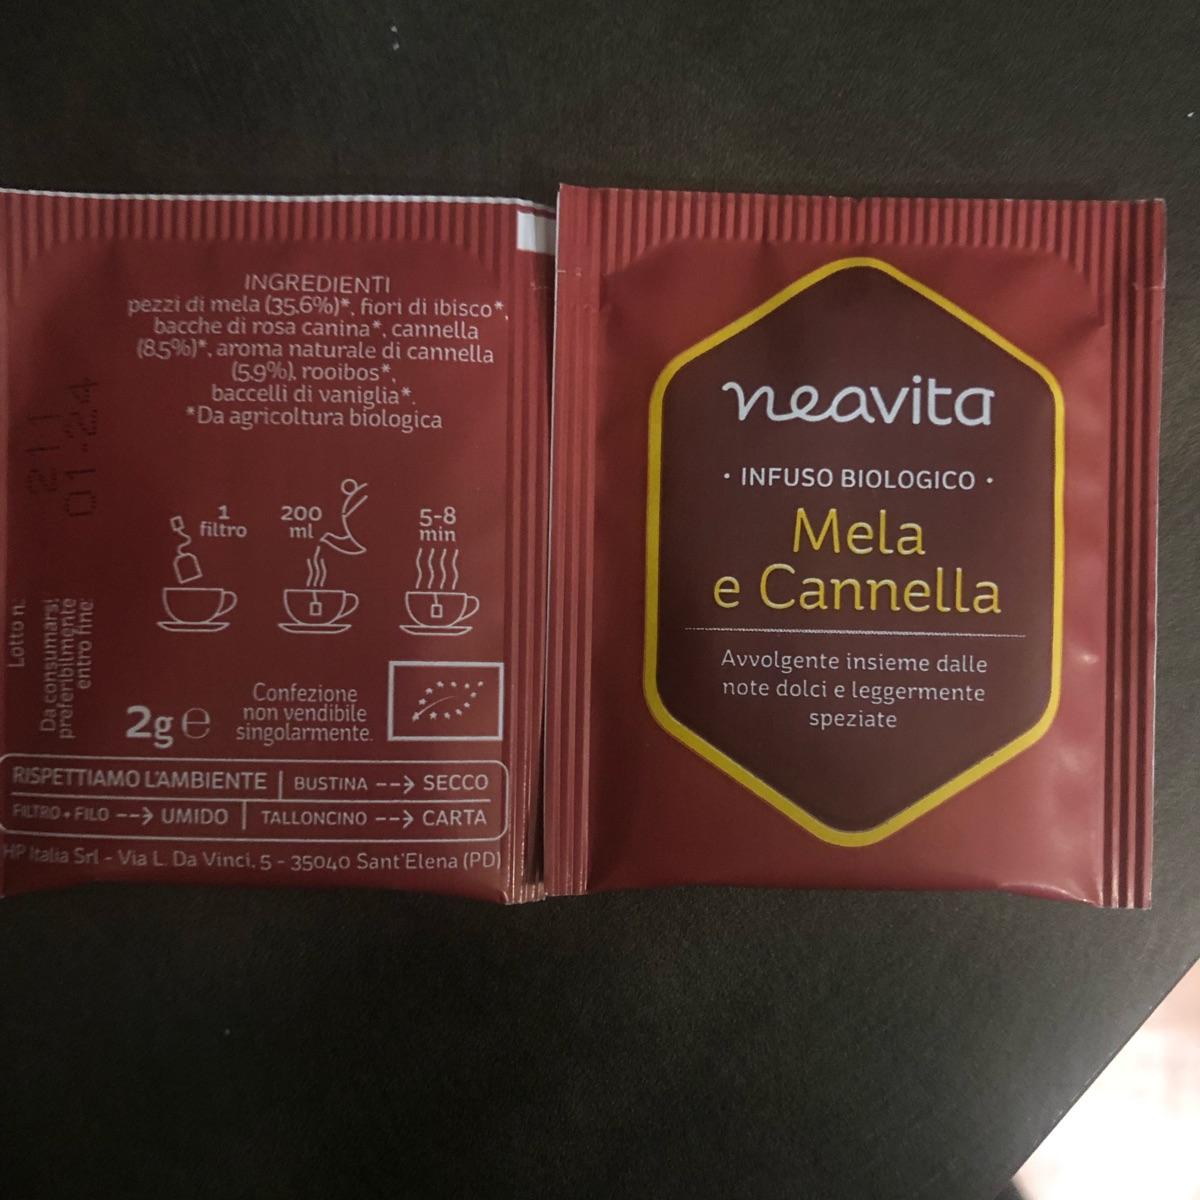 INGREDIENTI
pezzi di mela (35.6%)*, fiori di ibisco*,
bacche di rosa canina*, cannella
(8.5%)*, aroma naturale di cannella
(5.9%), rooibos*,
baccelli di vaniglia*.
*Da agricoltura biologica
211
01-24
1
filtro
200
ml
5-8
min
Lotto n.
Da consumarsi
preferibilmente
entro fine:
2g e
Confezione
non vendibile
singolarmente.
RISPETTIAMO L'AMBIENTE | BUSTINA --> SECCO
FILTRO + FILO --> UMIDO | TALLONCINO --> CARTA
HP Italia Srl - Via L. Da Vinci, 5 - 35040 Sant'Elena (PD)
neavita
· INFUSO BIOLOGICO ·
Mela
e Cannella
Avvolgente insieme dalle
note dolci e leggermente
speziate